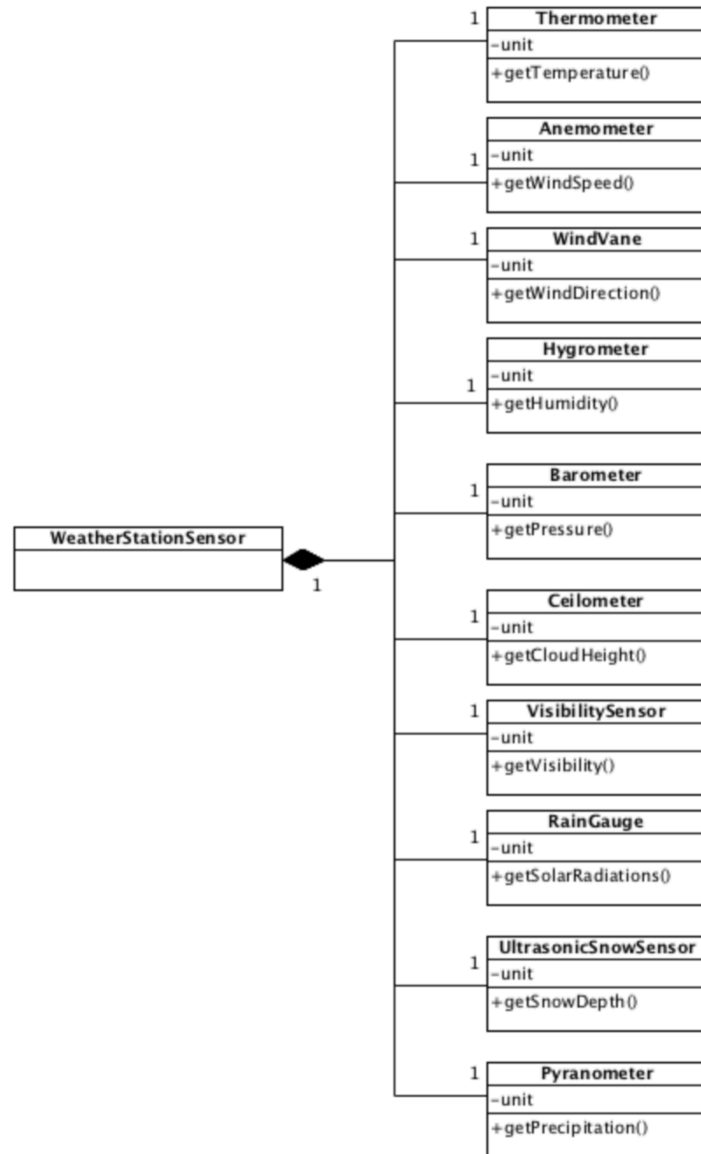 1
Thermometer
-unit
+getTemperature()
Anemometer
1
-unit
+getWindSpeed()
1
WindVane
-unit
+getWindDirection()
Hygrometer
1
-unit
+getHumidity()
Barometer
1
-unit
+getPressure()
WeatherStationSensor
1
Ceilometer
1
-unit
+getCloudHeight()
1
VisibilitySensor
-unit
+getVisibility()
RainGauge
1
-unit
+getSolarRadiations()
UltrasonicSnowSensor
1
-unit
+getSnowDepth()
1
Pyranometer
-unit
+getPrecipitation()